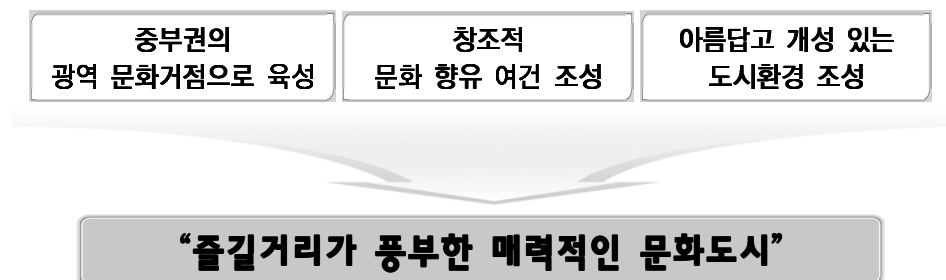 중부권의
광역 문화거점으로 육성
창조적
문화 향유 여건 조성
아름답고 개성 있는
도시환경 조성
“즐길거리가 풍부한 매력적인 문화도시”